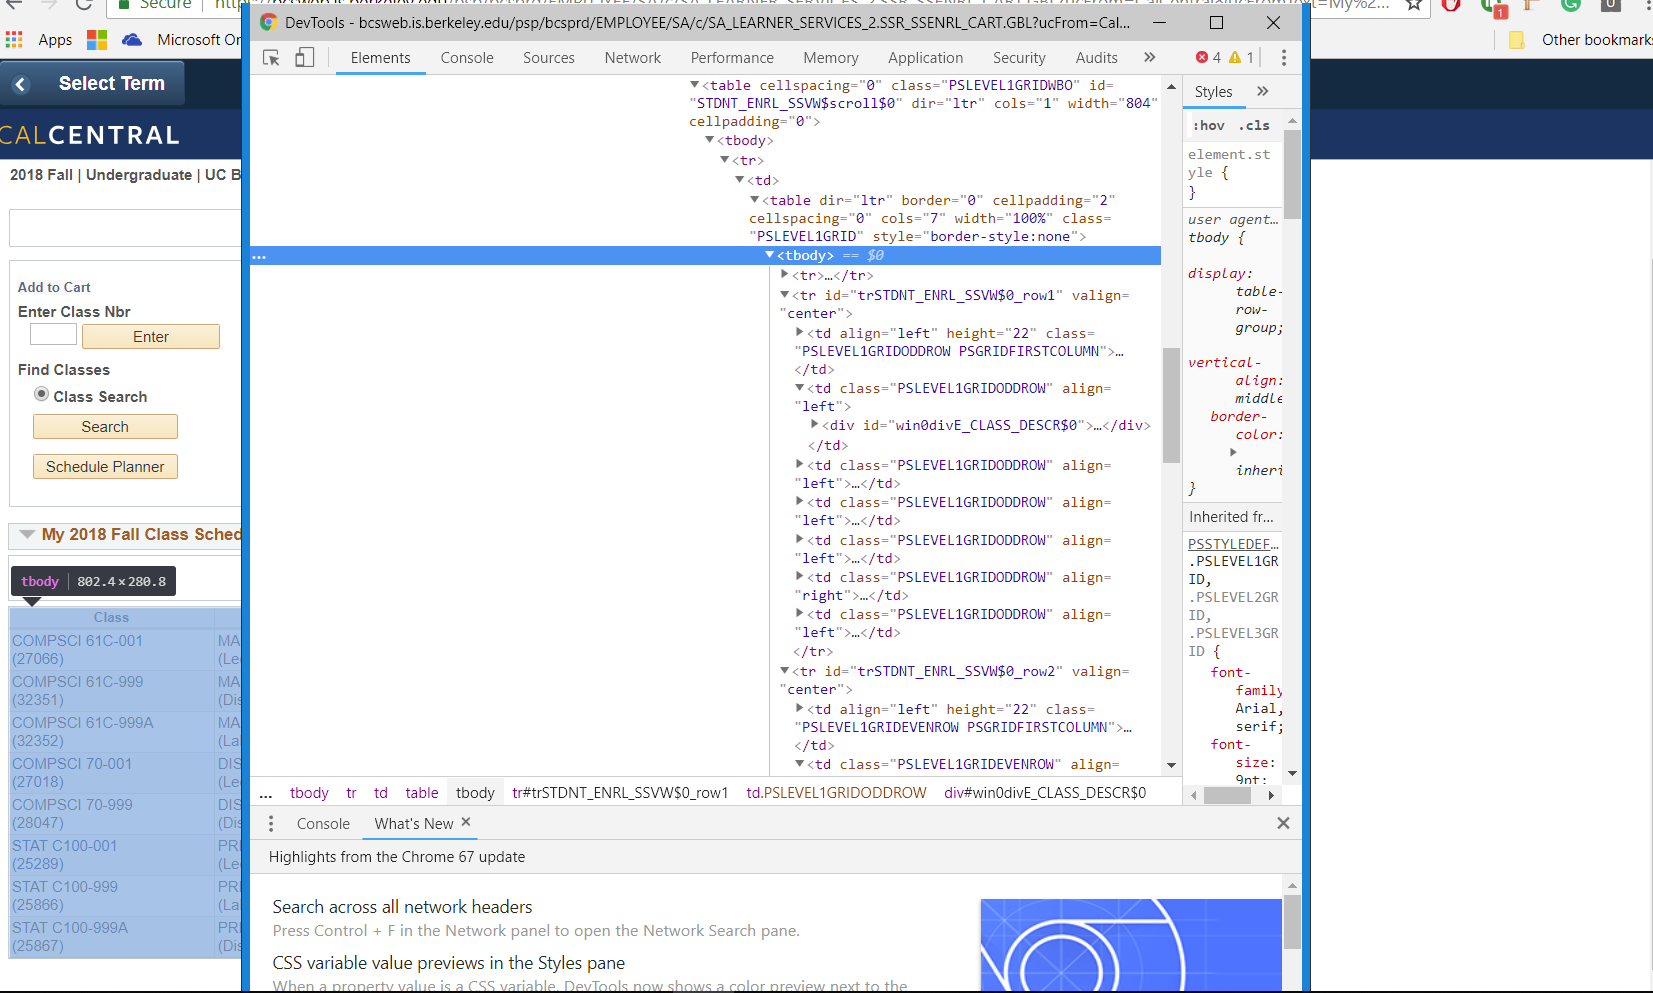 Secure
DevTools - bcsweb.is.berkeley.edu/psp/bcsprd/EMPLOYEE/SA/c/SA_LEARNER_SERVICES_2.SSR_SSENRL_CART.GBL?ucFrom=Cal...
1
Apps
Microsoft Or
Other bookmarks
Elements Console Sources Network Performance Memory Application Security Audits » 4 1
Select Term
CALCENTRAL
2018 Fall | Undergraduate | UC B
Add to Cart
Enter Class Nbr
Enter
Find Classes
Class Search
Search
Schedule Planner
My 2018 Fall Class Sched
tbody 802.4 × 280.8
Class
COMPSCI 61C-001 MA
(27066) (Le
COMPSCI 61C-999 MA
(32351) (Dis
COMPSCI 61C-999A MA
(32352) (Lal
COMPSCI 70-001 DIS
(27018) (Le
COMPSCI 70-999 DIS
(28047) (Dis
STAT C100-001 PRI
(25289) (Le
STAT C100-999 PRI
(25866) (Lal
STAT C100-999A PRI
(25867) (Dis
<table cellspacing="0" class="PSLEVEL1GRIDWBO" id=
"STDNT_ENRL_SSVW$scroll$0" dir="ltr" cols="1" width="804"
cellpadding="0">
<tbody>
<tr>
<td>
<table dir="ltr" border="0" cellpadding="2"
cellspacing="0" cols="7" width="100%" class=
"PSLEVEL1GRID" style="border-style:none">
... <tbody> == $0
<tr>…</tr>
<tr id="trSTDNT_ENRL_SSVW$0_row1" valign=
"center">
<td align="left" height="22" class=
"PSLEVEL1GRIDODDROW PSGRIDFIRSTCOLUMN">…
</td>
<td class="PSLEVEL1GRIDODDROW" align=
"left">
<div id="win0divE_CLASS_DESCR$0">…</div>
</td>
<td class="PSLEVEL1GRIDODDROW" align=
"left">…</td>
<td class="PSLEVEL1GRIDODDROW" align=
"left">…</td>
<td class="PSLEVEL1GRIDODDROW" align=
"left">…</td>
<td class="PSLEVEL1GRIDODDROW" align=
"right">…</td>
<td class="PSLEVEL1GRIDODDROW" align=
"left">…</td>
</tr>
<tr id="trSTDNT_ENRL_SSVW$0_row2" valign=
"center">
<td align="left" height="22" class=
"PSLEVEL1GRIDEVENROW PSGRIDFIRSTCOLUMN">…
</td>
<td class="PSLEVEL1GRIDEVENROW" align=
... tbody tr td table tbody tr#trSTDNT_ENRL_SSVW$0_row1 td.PSLEVEL1GRIDODDROW div#win0divE_CLASS_DESCR$0
Styles »
:hov .cls
element.st
yle {
}
user agent…
tbody {
display:
table-
row-
group;
vertical-
align:
middle
border-
color:
inheri
}
Inherited fr…
PSSTYLEDEF…
.PSLEVEL1GR
ID,
.PSLEVEL2GR
ID,
.PSLEVEL3GR
ID {
font-
family
Arial,
serif;
font-
size:
9pt;
Console What's New ×
Highlights from the Chrome 67 update
Search across all network headers
Press Control + F in the Network panel to open the Network Search pane.
CSS variable value previews in the Styles pane
When a property value is a CSS variable, DevTools now shows a color preview next to the